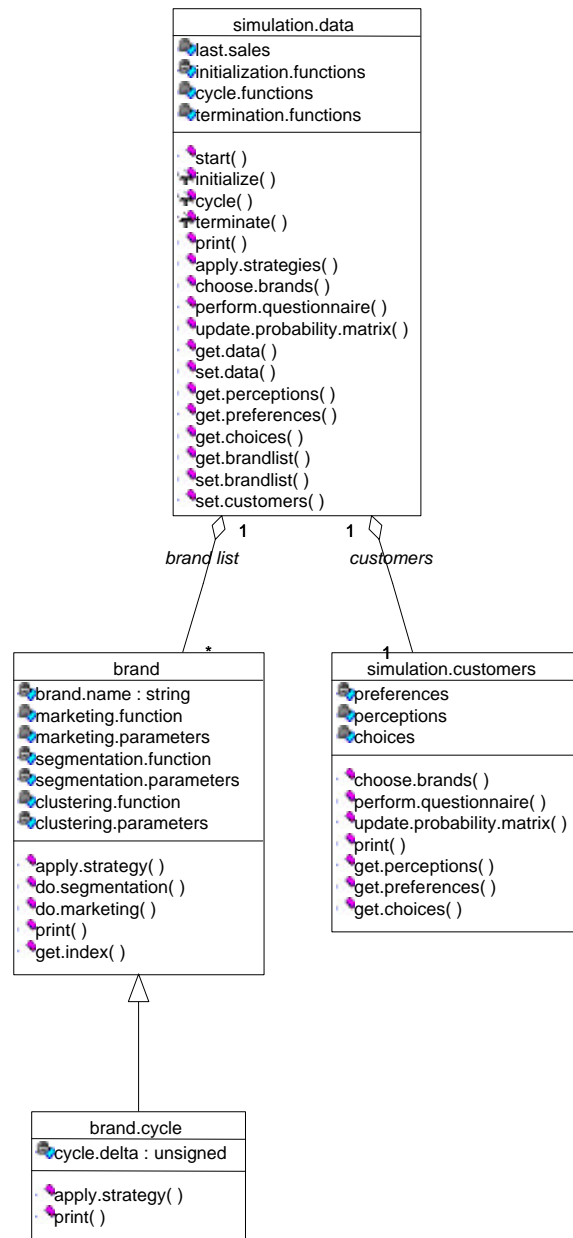 simulation.data
last.sales
initialization.functions
cycle.functions
termination.functions
start( )
initialize( )
cycle( )
terminate( )
print( )
apply.strategies( )
choose.brands( )
perform.questionnaire( )
update.probability.matrix( )
get.data( )
set.data( )
get.perceptions( )
get.preferences( )
get.choices( )
get.brandlist( )
set.brandlist( )
set.customers( )
1
1
brand list
customers
*
1
brand
brand.name : string
marketing.function
marketing.parameters
segmentation.function
segmentation.parameters
clustering.function
clustering.parameters
apply.strategy( )
do.segmentation( )
do.marketing( )
print( )
get.index( )
simulation.customers
preferences
perceptions
choices
choose.brands( )
perform.questionnaire( )
update.probability.matrix( )
print( )
get.perceptions( )
get.preferences( )
get.choices( )
brand.cycle
cycle.delta : unsigned
apply.strategy( )
print( )